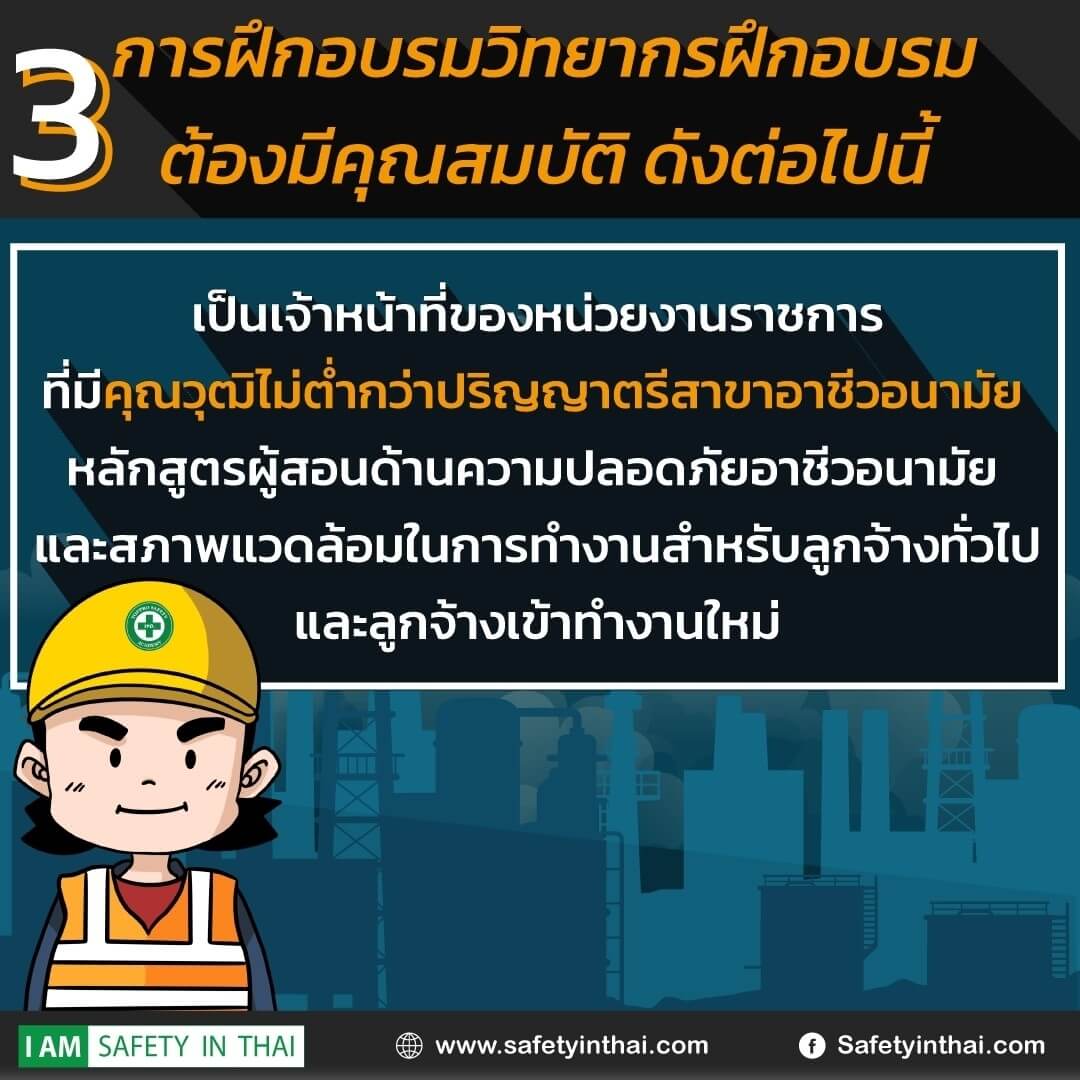 3
การฝึกอบรมวิทยากรฝึกอบรม
ต้องมีคุณสมบัติ ดังต่อไปนี้
เป็นเจ้าหน้าที่ของหน่วยงานราชการ
ที่มีคุณวุฒิไม่ต่ำกว่าปริญญาตรีสาขาอาชีวอนามัย
หลักสูตรผู้สอนด้านความปลอดภัยอาชีวอนามัย
และสภาพแวดล้อมในการทำงานสำหรับลูกจ้างทั่วไป
และลูกจ้างเข้าทำงานใหม่
I AM SAFETY IN THAI
www.safetyinthai.com
Safetyinthai.com